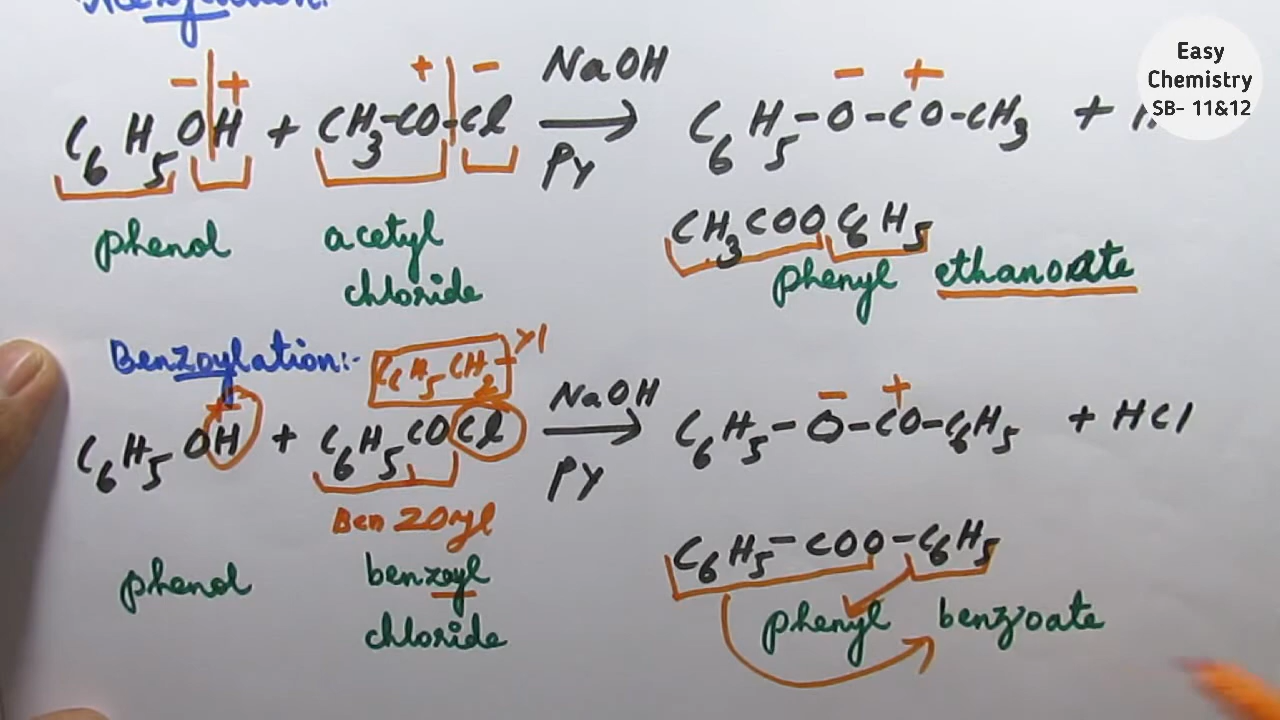 Easy
Chemistry
SB- 11&12
C6H5OH + CH3-CO-Cl NaOH → Py C6H5-O-CO-CH3 +
- + + - - +
phenol acetyl chloride
CH3COOC6H5
phenyl ethanoate
Benzoylation:-
C6H5CH2- yl
C6H5OH + C6H5COCl NaOH → Py C6H5-O-CO-C6H5 + HCl
+ - +
Benzoyl
C6H5-COO-C6H5
phenol benzoyl chloride
phenyl benzoate